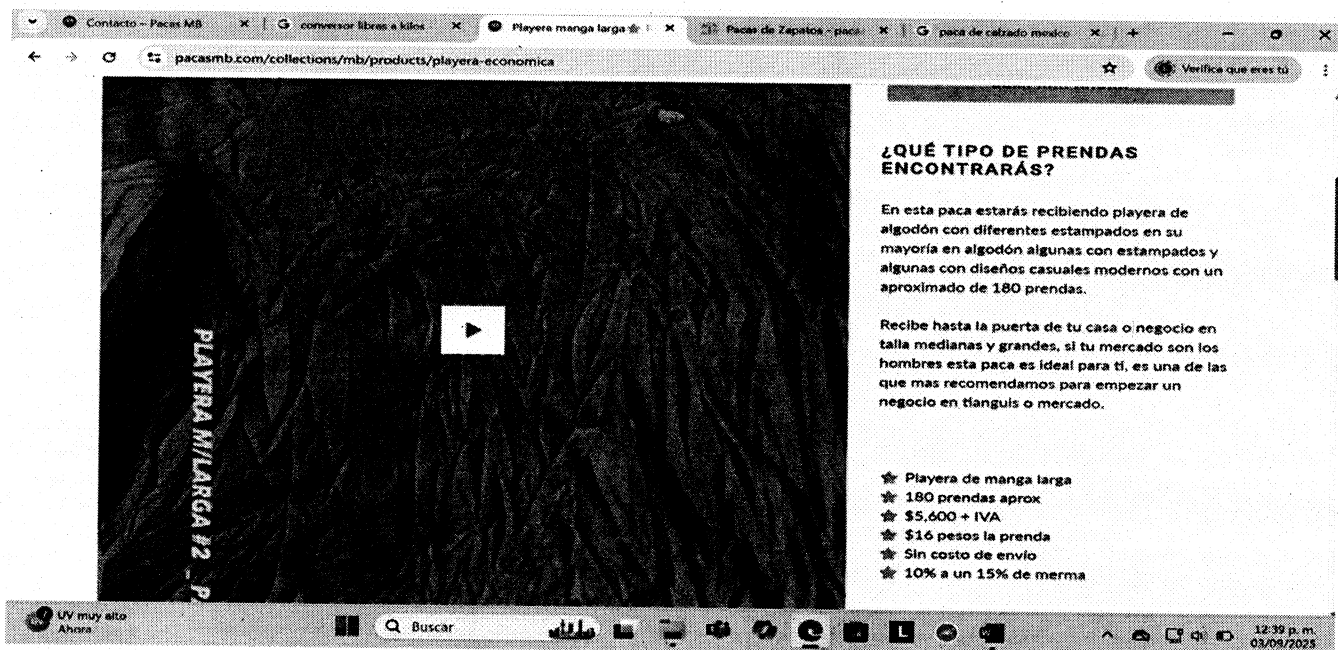 Contacto – Pacas MB
conversor libras a kilos
Playera manga larga
Pacas de Zapatos - paca
paca de calzado mexico
pacasmb.com/collections/mb/products/playera-economica
Verifica que eres tú
PLAYERA M/LARGA #2
¿QUÉ TIPO DE PRENDAS
ENCONTRARÁS?
En esta paca estarás recibiendo playera de
algodón con diferentes estampados en su
mayoría en algodón algunas con estampados y
algunas con diseños casuales modernos con un
aproximado de 180 prendas.
Recibe hasta la puerta de tu casa o negocio en
talla medianas y grandes, si tu mercado son los
hombres esta paca es ideal para ti, es una de las
que mas recomendamos para empezar un
negocio en tianguis o mercado.
Playera de manga larga
180 prendas aprox
$5,600 + IVA
$16 pesos la prenda
Sin costo de envío
10% a un 15% de merma
UV muy alto
Ahora
Buscar
12:39 p. m.
03/09/2025